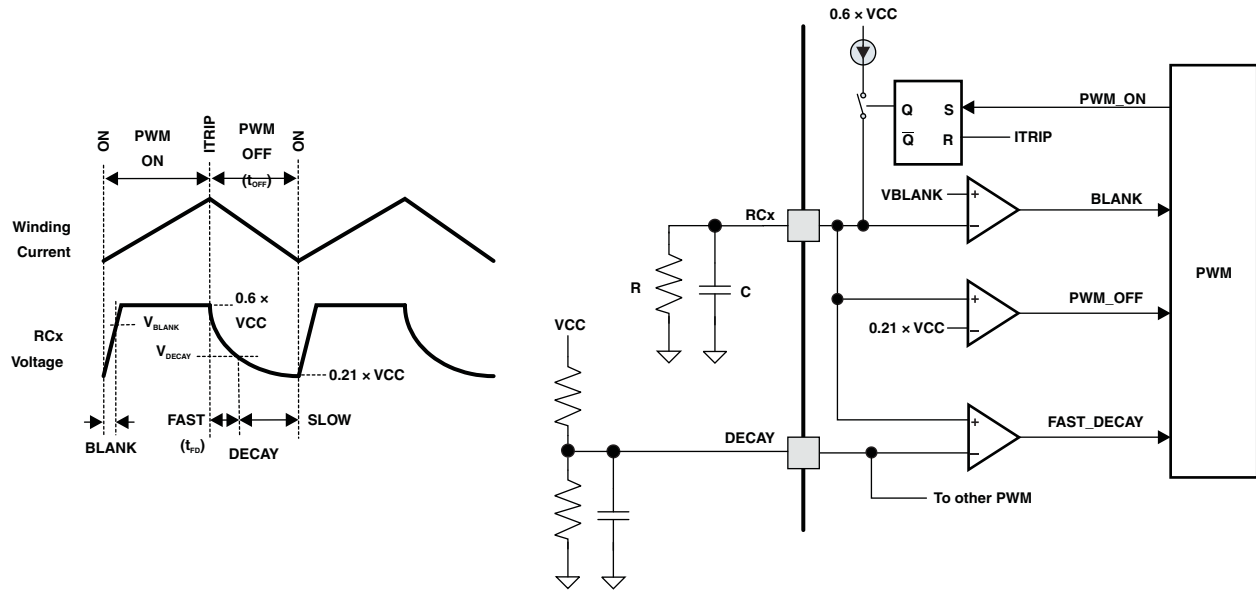 ON
PWM
ON
ITRIP
PWM
OFF
(tOFF)
ON
Winding
Current
RCx
Voltage
0.6 ×
VCC
VBLANK
VDECAY
0.21 × VCC
BLANK
FAST
(tFD)
DECAY
SLOW
0.6 × VCC
Q
S
Q
R
PWM_ON
ITRIP
VBLANK
+
–
BLANK
RCx
R
C
+
0.21 × VCC
–
PWM_OFF
PWM
VCC
DECAY
+
–
FAST_DECAY
To other PWM